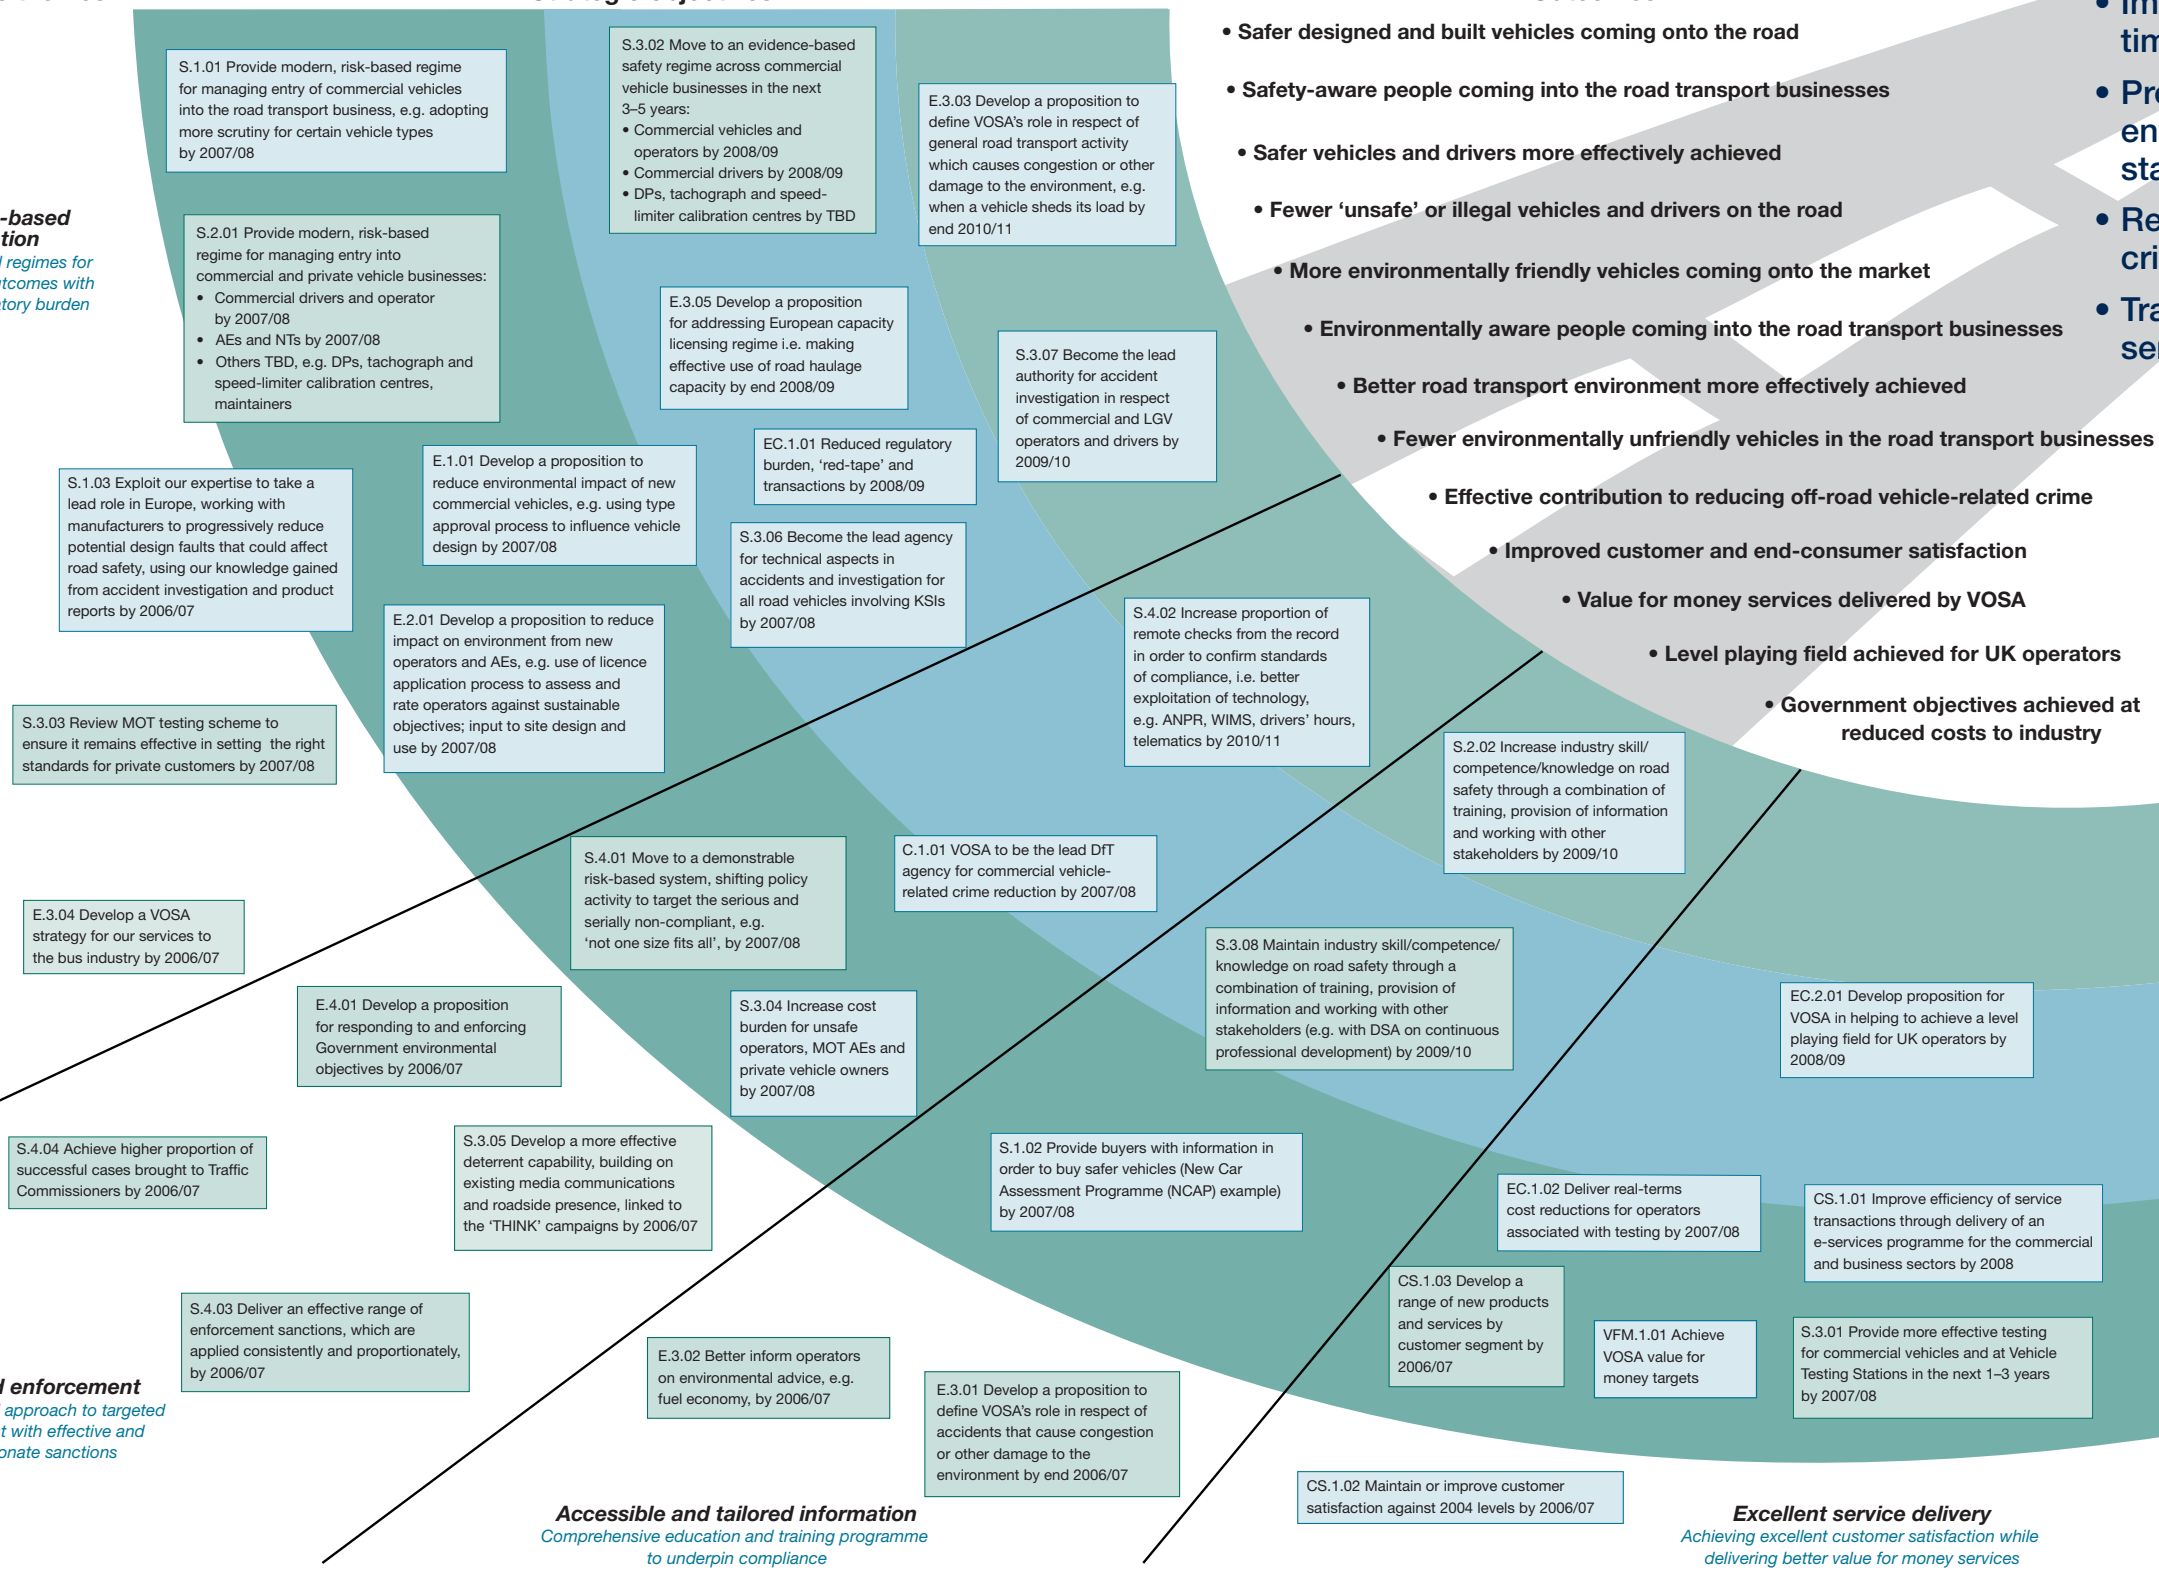 • Safer designed and built vehicles coming onto the road
• Safety-aware people coming into the road transport businesses
• Safer vehicles and drivers more effectively achieved
• Fewer ‘unsafe’ or illegal vehicles and drivers on the road
• More environmentally friendly vehicles coming onto the market
• Environmentally aware people coming into the road transport businesses
• Better road transport environment more effectively achieved
• Fewer environmentally unfriendly vehicles in the road transport businesses
• Effective contribution to reducing off-road vehicle-related crime
• Improved customer and end-consumer satisfaction
• Value for money services delivered by VOSA
• Level playing field achieved for UK operators
• Government objectives achieved at
reduced costs to industry
S.1.01 Provide modern, risk-based regime
for managing entry of commercial vehicles
into the road transport business, e.g. adopting
more scrutiny for certain vehicle types
by 2007/08
S.3.02 Move to an evidence-based
safety regime across commercial
vehicle businesses in the next
3–5 years:
• Commercial vehicles and
operators by 2008/09
• Commercial drivers by 2008/09
• DPs, tachograph and speed-
limiter calibration centres by TBD
E.3.03 Develop a proposition to
define VOSA’s role in respect of
general road transport activity
which causes congestion or other
damage to the environment, e.g.
when a vehicle sheds its load by
end 2010/11
-based
regimes for
with
burden
S.2.01 Provide modern, risk-based
regime for managing entry into
commercial and private vehicle businesses:
• Commercial drivers and operator
by 2007/08
• AEs and NTs by 2007/08
• Others TBD, e.g. DPs, tachograph and
speed-limiter calibration centres,
maintainers
E.3.05 Develop a proposition
for addressing European capacity
licensing regime i.e. making
effective use of road haulage
capacity by end 2008/09
S.3.07 Become the lead
authority for accident
investigation in respect
of commercial and LGV
operators and drivers by
2009/10
EC.1.01 Reduced regulatory
burden, ‘red-tape’ and
transactions by 2008/09
E.1.01 Develop a proposition to
reduce environmental impact of new
commercial vehicles, e.g. using type
approval process to influence vehicle
design by 2007/08
S.1.03 Exploit our expertise to take a
lead role in Europe, working with
manufacturers to progressively reduce
potential design faults that could affect
road safety, using our knowledge gained
from accident investigation and product
reports by 2006/07
S.3.06 Become the lead agency
for technical aspects in
accidents and investigation for
all road vehicles involving KSIs
by 2007/08
E.2.01 Develop a proposition to reduce
impact on environment from new
operators and AEs, e.g. use of licence
application process to assess and
rate operators against sustainable
objectives; input to site design and
use by 2007/08
S.4.02 Increase proportion of
remote checks from the record
in order to confirm standards
of compliance, i.e. better
exploitation of technology,
e.g. ANPR, WIMS, drivers’ hours,
telematics by 2010/11
S.3.03 Review MOT testing scheme to
ensure it remains effective in setting the right
standards for private customers by 2007/08
S.2.02 Increase industry skill/
competence/knowledge on road
safety through a combination of
training, provision of information
and working with other
stakeholders by 2009/10
S.4.01 Move to a demonstrable
risk-based system, shifting policy
activity to target the serious and
serially non-compliant, e.g.
‘not one size fits all’, by 2007/08
C.1.01 VOSA to be the lead DfT
agency for commercial vehicle-
related crime reduction by 2007/08
E.3.04 Develop a VOSA
strategy for our services to
the bus industry by 2006/07
S.3.08 Maintain industry skill/competence/
knowledge on road safety through a
combination of training, provision of
information and working with other
stakeholders (e.g. with DSA on continuous
professional development) by 2009/10
E.4.01 Develop a proposition
for responding to and enforcing
Government environmental
objectives by 2006/07
S.3.04 Increase cost
burden for unsafe
operators, MOT AEs and
private vehicle owners
by 2007/08
EC.2.01 Develop proposition for
VOSA in helping to achieve a level
playing field for UK operators by
2008/09
S.4.04 Achieve higher proportion of
successful cases brought to Traffic
Commissioners by 2006/07
S.3.05 Develop a more effective
deterrent capability, building on
existing media communications
and roadside presence, linked to
the ‘THINK’ campaigns by 2006/07
S.1.02 Provide buyers with information in
order to buy safer vehicles (New Car
Assessment Programme (NCAP) example)
by 2007/08
EC.1.02 Deliver real-terms
cost reductions for operators
associated with testing by 2007/08
CS.1.01 Improve efficiency of service
transactions through delivery of an
e-services programme for the commercial
and business sectors by 2008
CS.1.03 Develop a
range of new products
and services by
customer segment by
2006/07
VFM.1.01 Achieve
VOSA value for
money targets
S.3.01 Provide more effective testing
for commercial vehicles and at Vehicle
Testing Stations in the next 1–3 years
by 2007/08
S.4.03 Deliver an effective range of
enforcement sanctions, which are
applied consistently and proportionately,
by 2006/07
E.3.02 Better inform operators
on environmental advice, e.g.
fuel economy, by 2006/07
E.3.01 Develop a proposition to
define VOSA’s role in respect of
accidents that cause congestion
or other damage to the
environment by end 2006/07
enforcement
approach to targeted
with effective and
sanctions
CS.1.02 Maintain or improve customer
satisfaction against 2004 levels by 2006/07
Accessible and tailored information
Comprehensive education and training programme
to underpin compliance
Excellent service delivery
Achieving excellent customer satisfaction while
delivering better value for money services